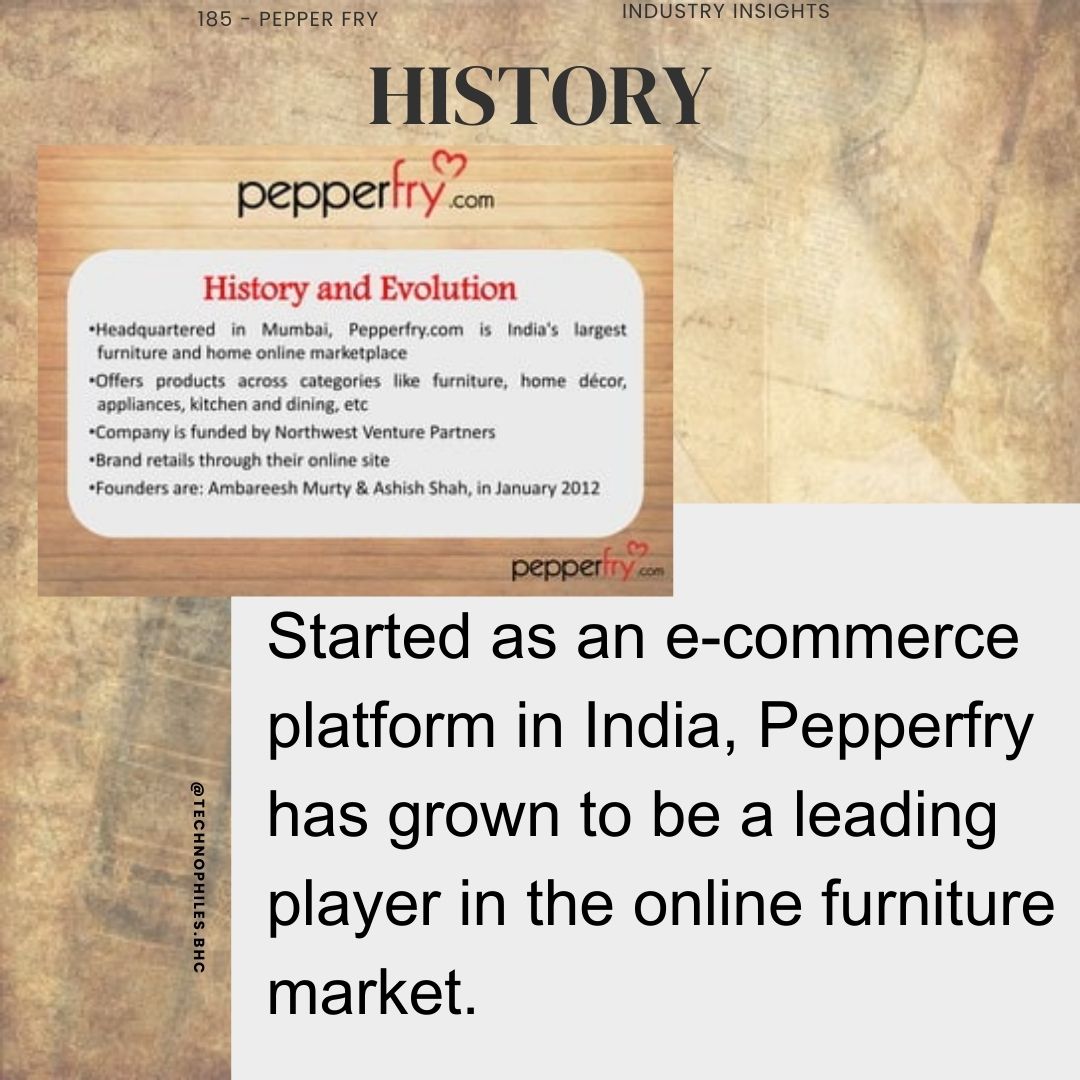 185 - PEPPER FRY
INDUSTRY INSIGHTS
HISTORY
pepperfry.com
History and Evolution
•Headquartered in Mumbai, Pepperfry.com is India's largest
furniture and home online marketplace
•Offers products across categories like furniture, home décor,
appliances, kitchen and dining, etc
•Company is funded by Northwest Venture Partners
•Brand retails through their online site
•Founders are: Ambareesh Murty & Ashish Shah, in January 2012
pepperfry.com
Started as an e-commerce
platform in India, Pepperfry
has grown to be a leading
player in the online furniture
market.
@TECHNOPHILES.BHC